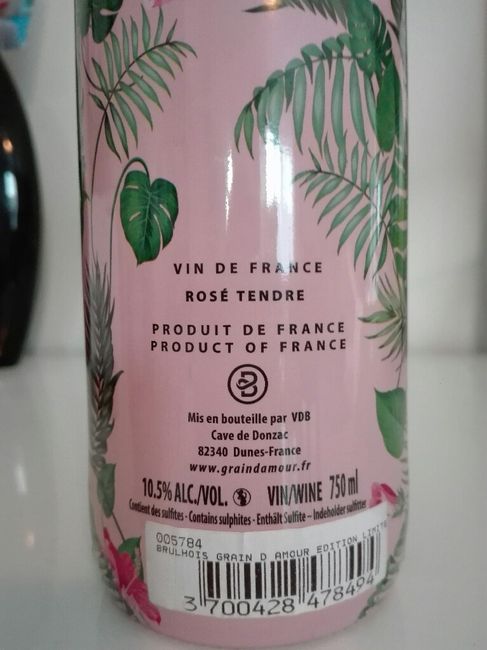 VIN DE FRANCE
ROSÉ TENDRE
PRODUIT DE FRANCE
PRODUCT OF FRANCE
B
Mis en bouteille par VDB
Cave de Donzac
82340 Dunes-France
www.graindamour.fr
10.5% ALC./VOL. VIN/WINE 750 ml
Contient des sulfites - Contains sulphites - Enthält Sulfite - Indeholder sulfitter
005784
BRULHOIS GRAIN D AMOUR EDITION LIMITE
3 700428 478494